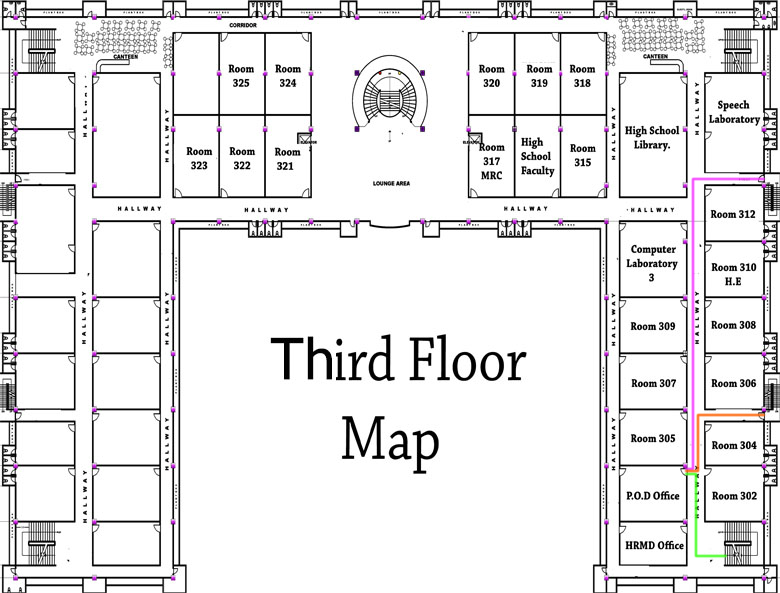 CORRIDOR
CANTEEN
CANTEEN
Room
325
Room
324
Room
320
Room
319
Room
318
Speech
Laboratory
HALLWAY
HALLWAY
HALLWAY
HALLWAY
High School
Library.
Room
323
Room
322
Room
321
Room
317
MRC
High
School
Faculty
Room
315
ELEVATOR
LOUNGE AREA
HALLWAY
HALLWAY
HALLWAY
HALLWAY
Room 312
Computer
Laboratory
3
Room 310
H.E
HALLWAY
HALLWAY
HALLWAY
HALLWAY
Room 309
Room 308
Third Floor
Map
Room 307
Room 306
Room 305
Room 304
HALLWAY
HALLWAY
HALLWAY
HALLWAY
P.O.D Office
Room 302
HRMD Office